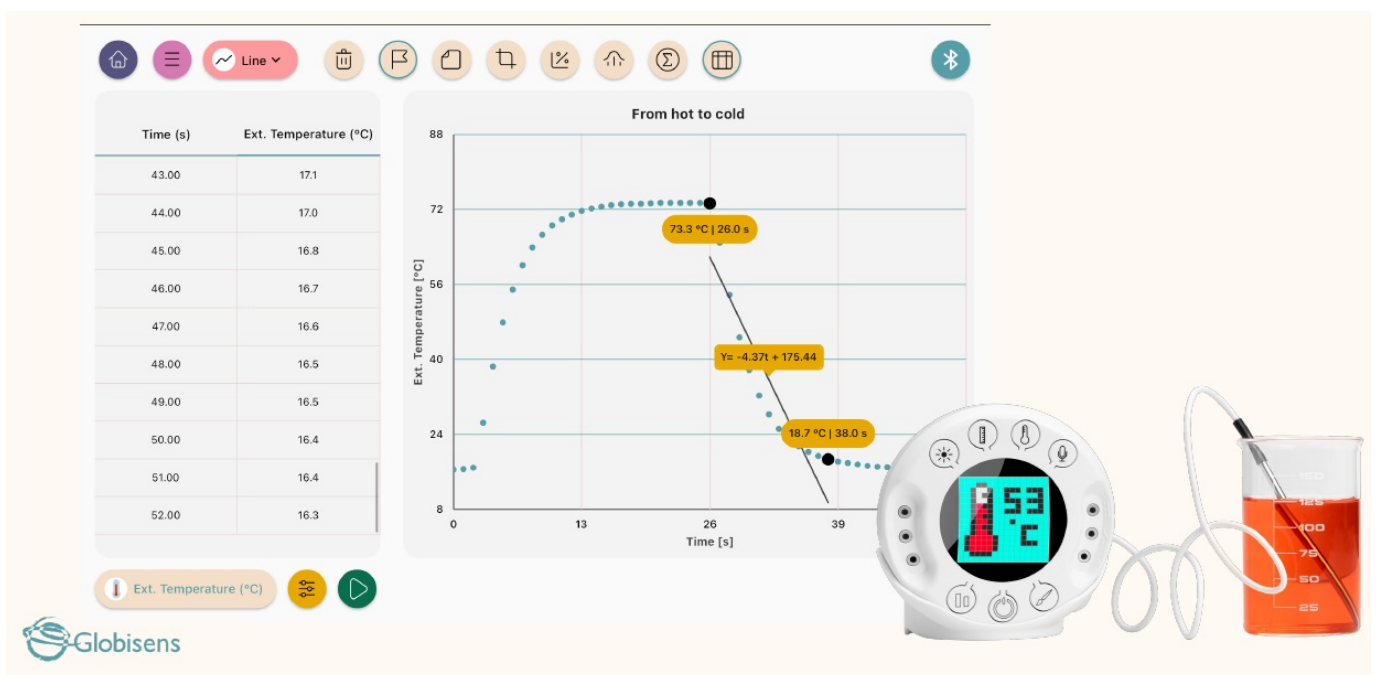 Line
From hot to cold
Time (s) Ext. Temperature (°C)
43.00 17.1
44.00 17.0
45.00 16.8
46.00 16.7
47.00 16.6
48.00 16.5
49.00 16.5
50.00 16.4
51.00 16.4
52.00 16.3
Ext. Temperature [°C]
88
72
56
40
24
8
0 13 26 39
Time [s]
73.3 °C | 26.0 s
Y= -4.37t + 175.44
18.7 °C | 38.0 s
Ext. Temperature (°C)
53
°C
150
125
100
75
50
25
Globisens